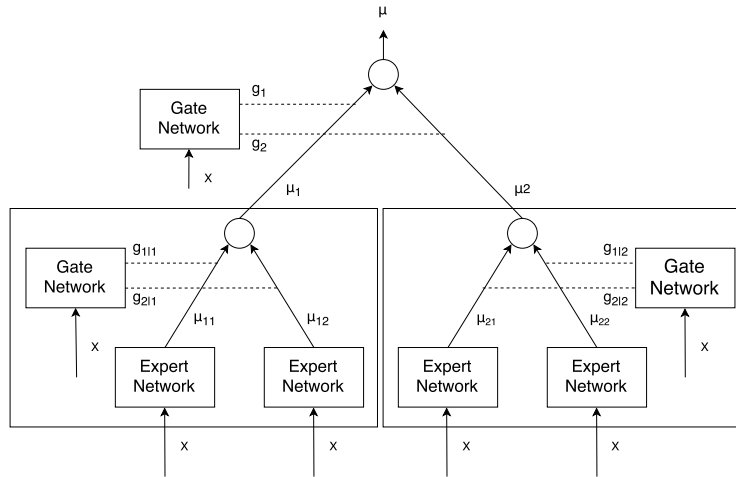 μ
g1
Gate
Network
g2
x
μ1
μ2
g1|1
Gate
Network
g2|1
x
μ11
μ12
Expert
Network
Expert
Network
x
x
g1|2
Gate
Network
g2|2
x
μ21
μ22
Expert
Network
Expert
Network
x
x